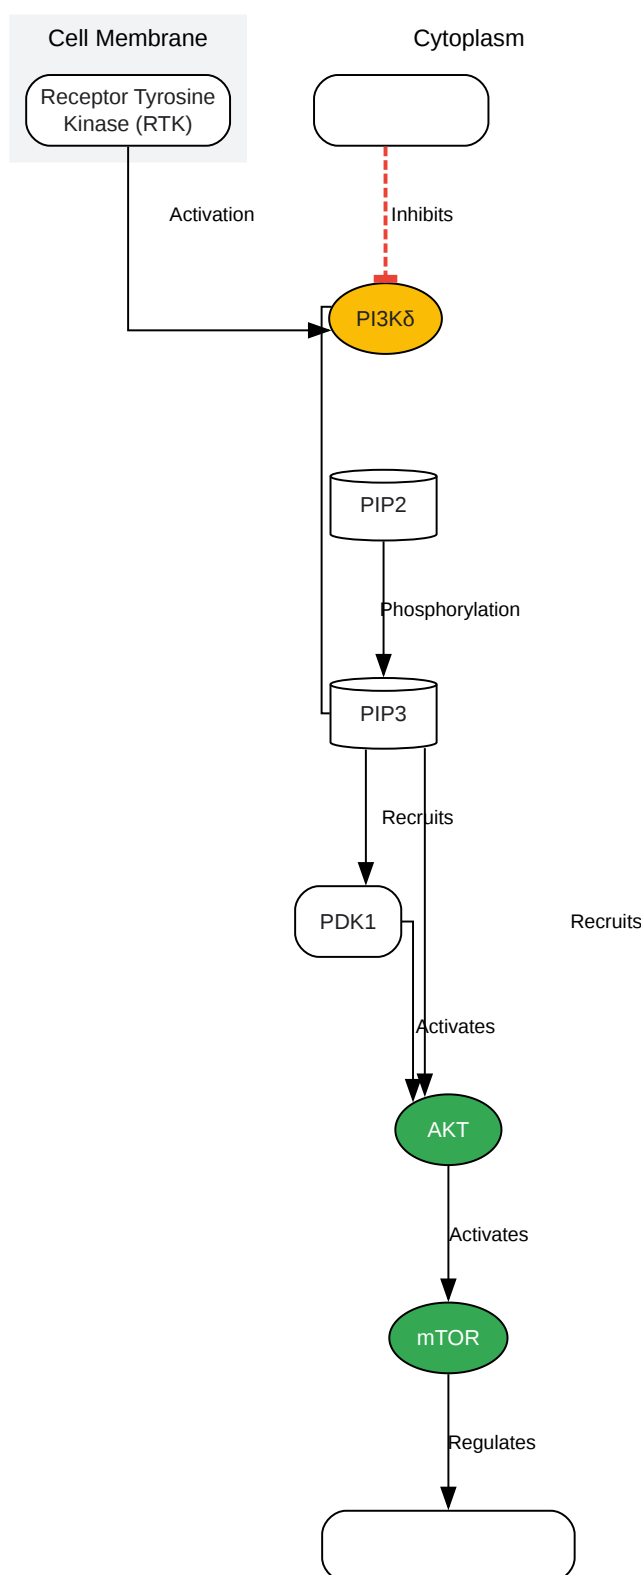 Cell Membrane
Cytoplasm
Receptor Tyrosine
Kinase (RTK)
Activation
Inhibits
PI3Kδ
PIP2
Phosphorylation
PIP3
Recruits
PDK1
Recruits
Activates
AKT
Activates
mTOR
Regulates